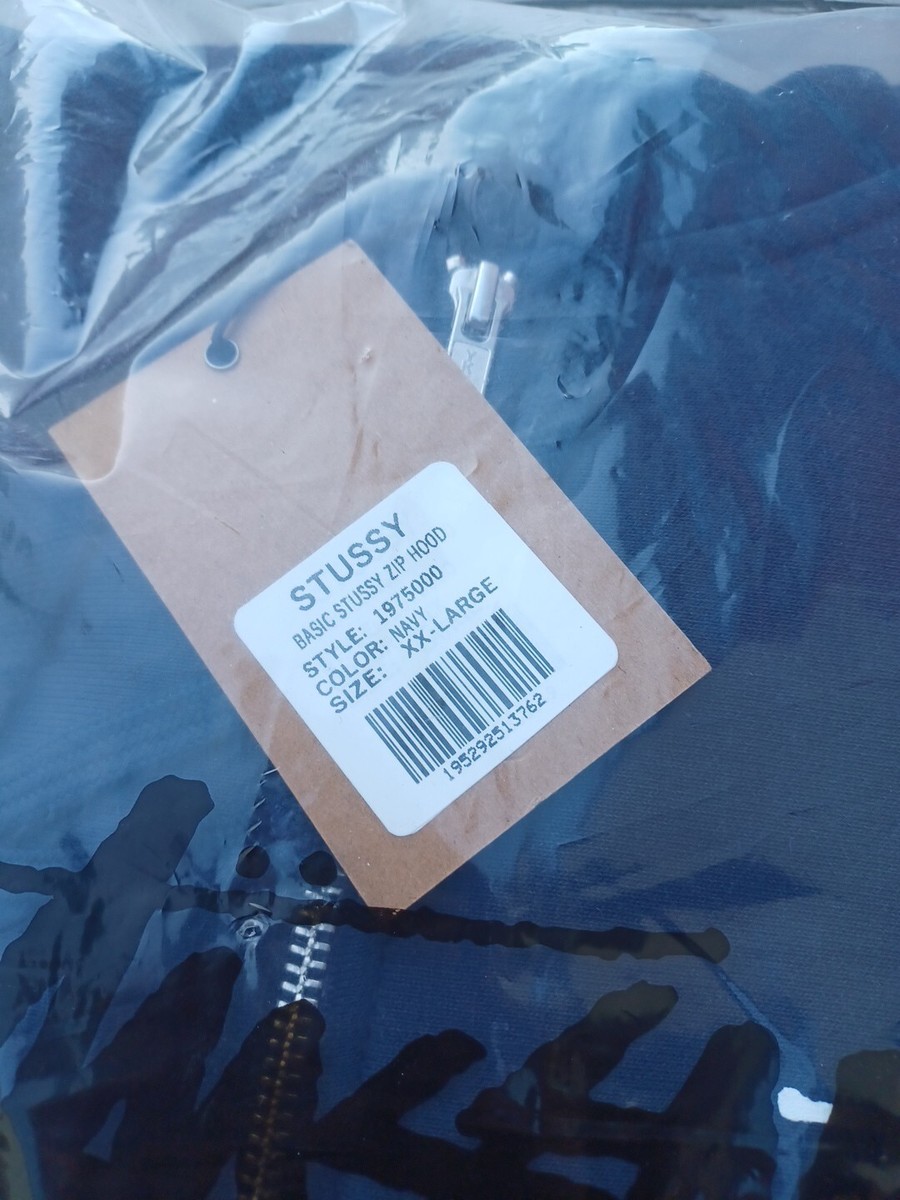 STUSSY
BASIC STUSSY ZIP HOOD
STYLE: 1975000
COLOR: NAVY
SIZE: XX-LARGE
195292513762